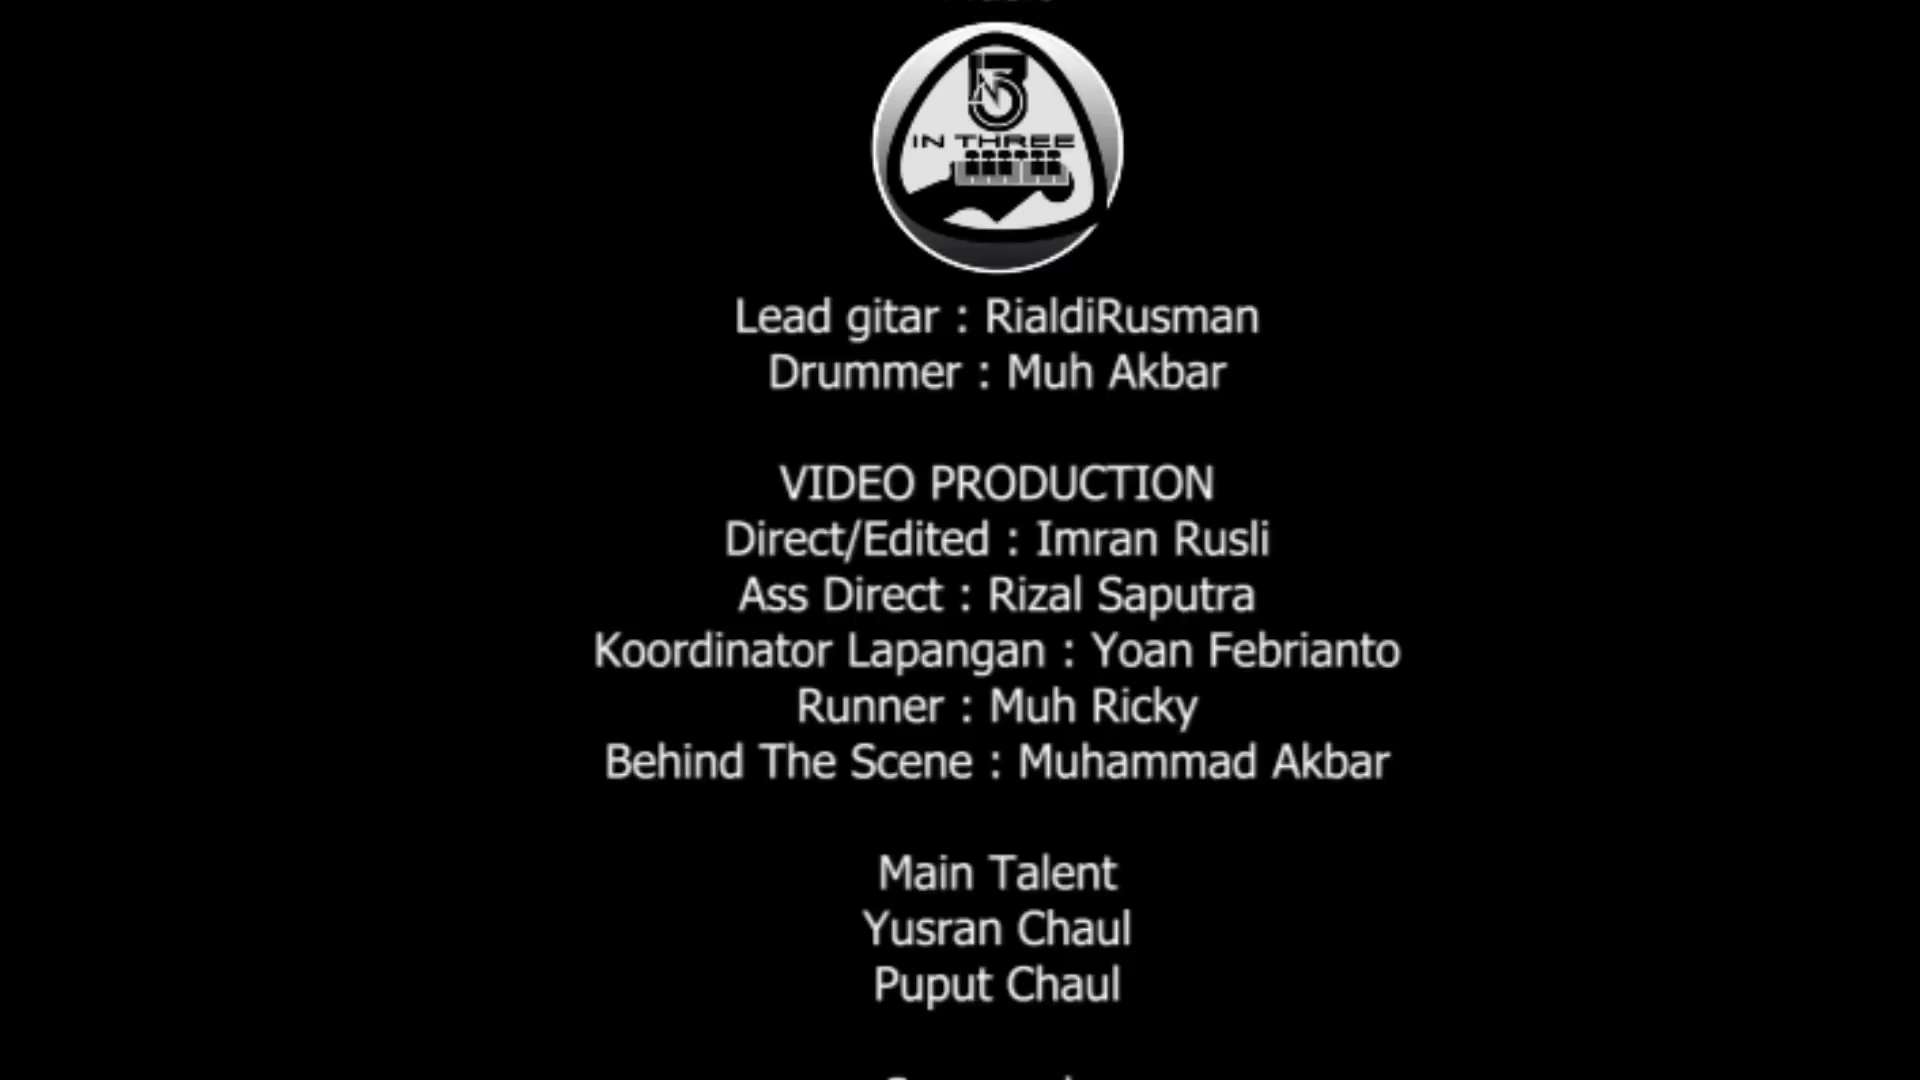 IN THREE
Lead gitar : RialdiRusman
Drummer : Muh Akbar
VIDEO PRODUCTION
Direct/Edited : Imran Rusli
Ass Direct : Rizal Saputra
Koordinator Lapangan : Yoan Febrianto
Runner : Muh Ricky
Behind The Scene : Muhammad Akbar
Main Talent
Yusran Chaul
Puput Chaul